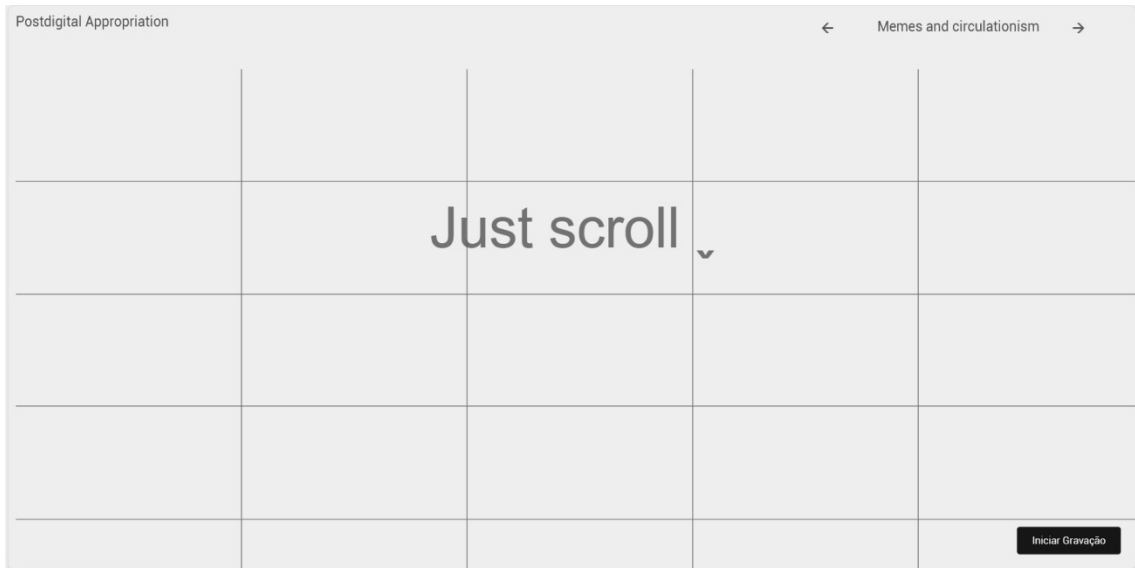 Postdigital Appropriation
← Memes and circulationism →
Just scroll ˇ
Iniciar Gravação